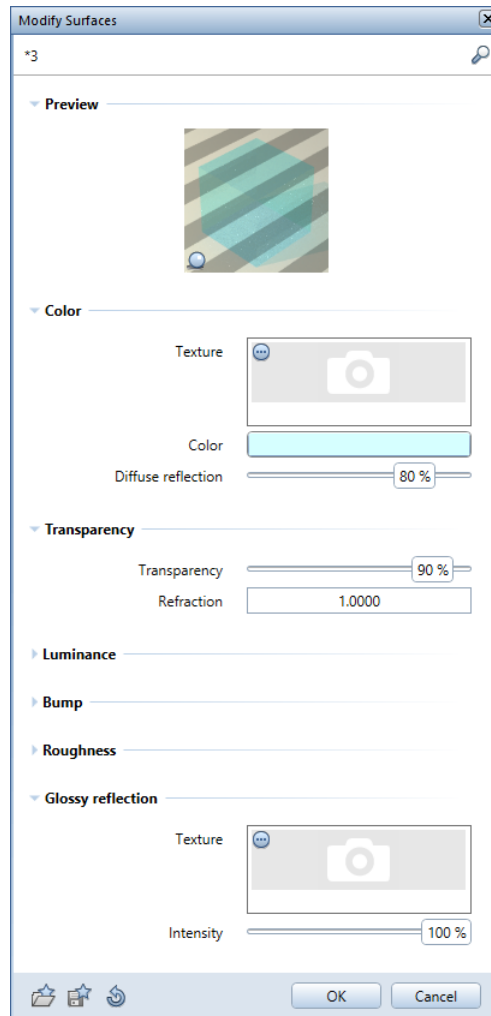 Modify Surfaces
*3
Preview
Color
Texture
Color
Diffuse reflection 80 %
Transparency
Transparency 90 %
Refraction 1.0000
Luminance
Bump
Roughness
Glossy reflection
Texture
Intensity 100 %
OK Cancel